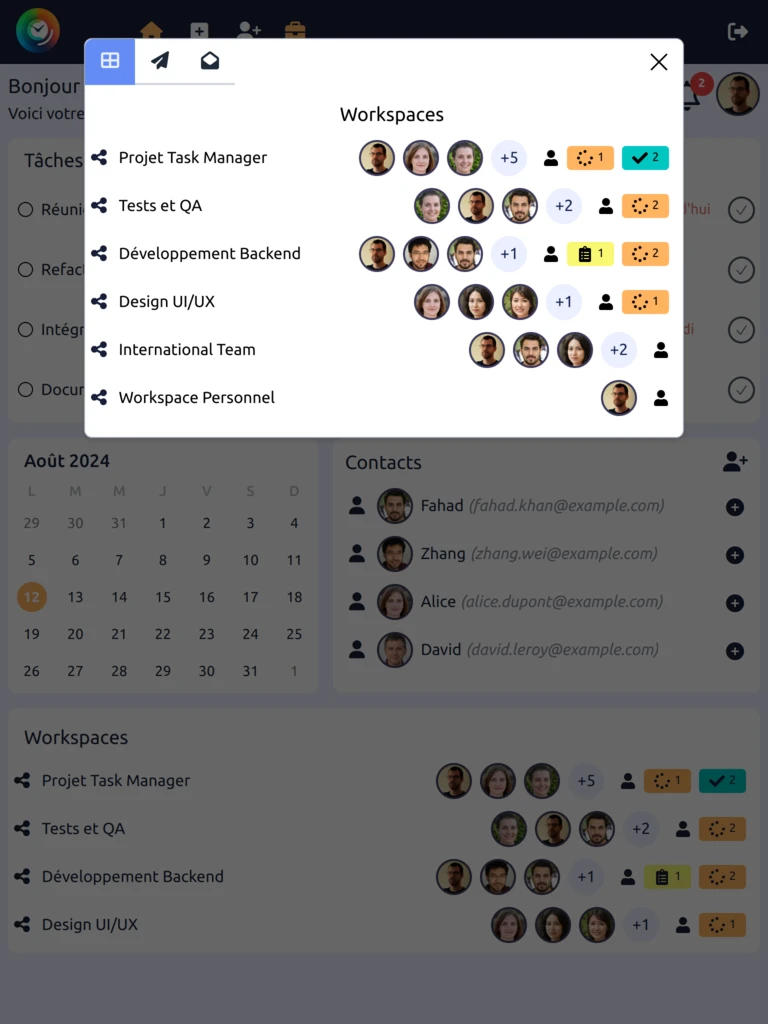 2
Bonjour
Voici votre
Workspaces
Projet Task Manager +5 1 2
Tests et QA +2 2
Développement Backend +1 1 2
Design UI/UX +1 1
International Team +2
Workspace Personnel
Tâches
Réuni d'hui
Refac
Intégr di
Docur
Août 2024
L M M J V S D
29 30 31 1 2 3 4
5 6 7 8 9 10 11
12 13 14 15 16 17 18
19 20 21 22 23 24 25
26 27 28 29 30 31 1
Contacts
Fahad (fahad.khan@example.com)
Zhang (zhang.wei@example.com)
Alice (alice.dupont@example.com)
David (david.leroy@example.com)
Workspaces
Projet Task Manager +5 1 2
Tests et QA +2 2
Développement Backend +1 1 2
Design UI/UX +1 1